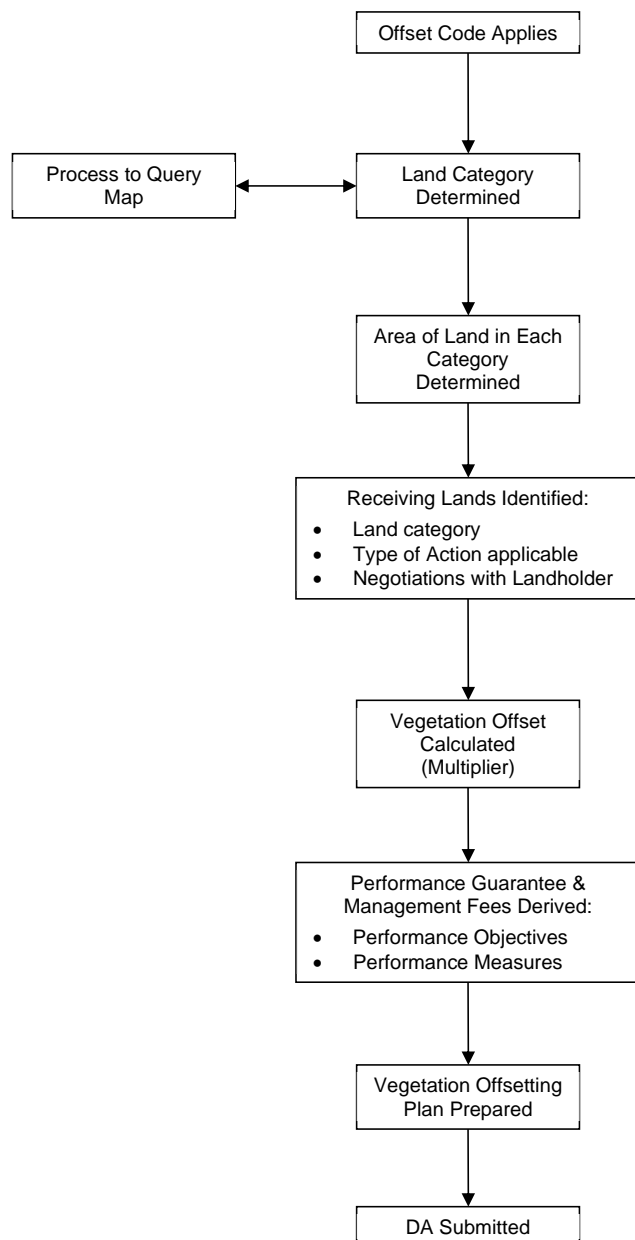 Offset Code Applies
Process to Query
Map
Land Category
Determined
Area of Land in Each
Category
Determined
Receiving Lands Identified:
• Land category
• Type of Action applicable
• Negotiations with Landholder
Vegetation Offset
Calculated
(Multiplier)
Performance Guarantee &
Management Fees Derived:
• Performance Objectives
• Performance Measures
Vegetation Offsetting
Plan Prepared
DA Submitted